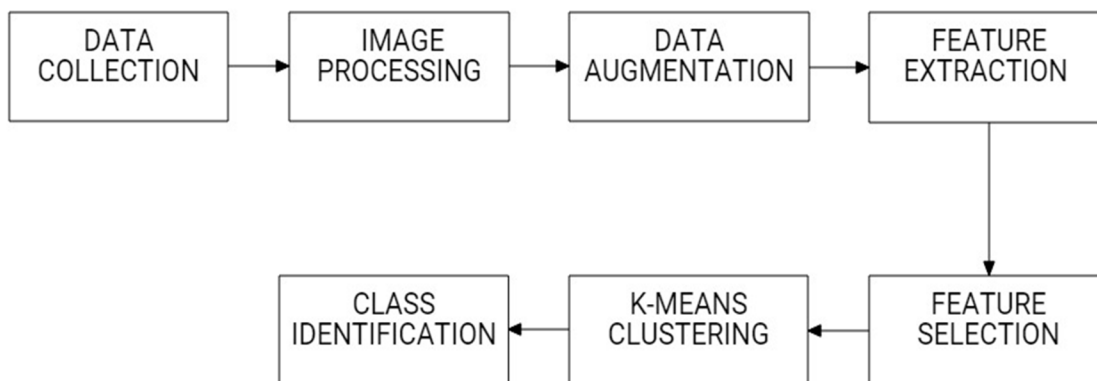 DATA
COLLECTION
IMAGE
PROCESSING
DATA
AUGMENTATION
FEATURE
EXTRACTION
FEATURE
SELECTION
K-MEANS
CLUSTERING
CLASS
IDENTIFICATION